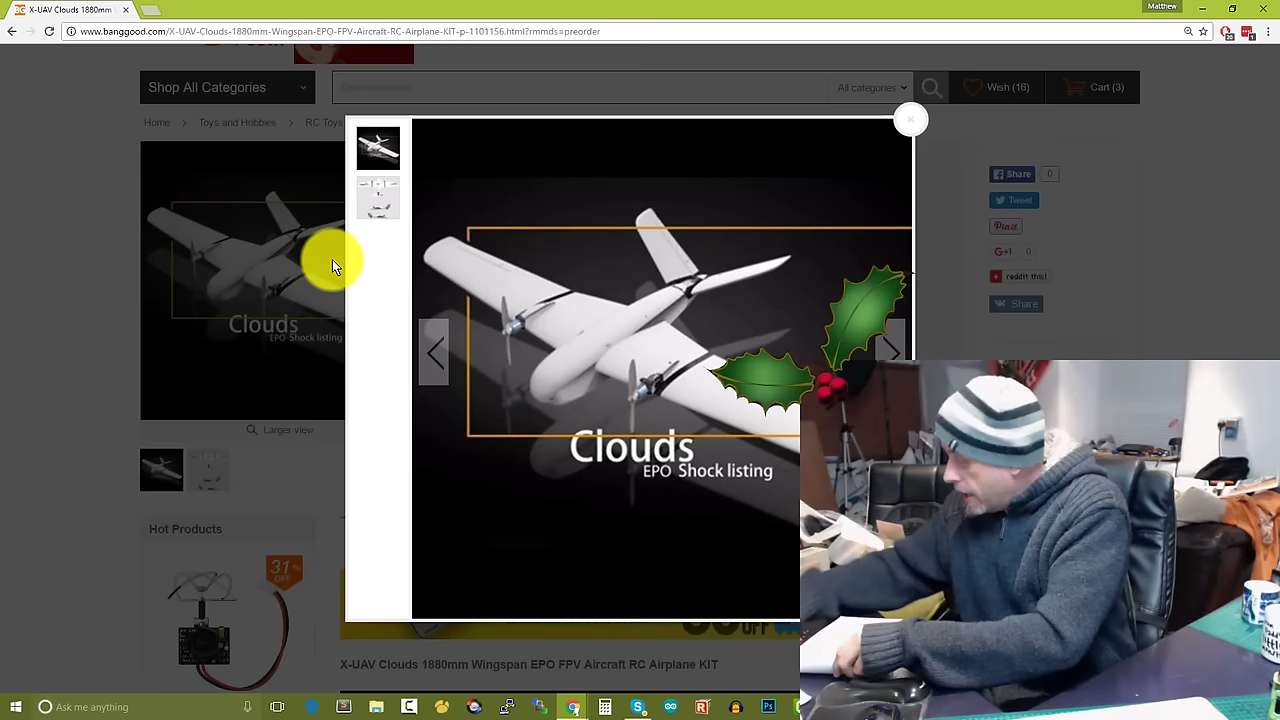 Matthew
X-UAV Clouds 1880mm W
www.banggood.com/X-UAV-Clouds-1880mm-Wingspan-EPO-FPV-Aircraft-RC-Airplane-KIT-p-1101156.html?rmmds=preorder
Shop All Categories
All categories
Wish (16)
Cart (3)
Home > Toys and Hobbies > RC Toys
Share 0
Tweet
Pin it
G+1 0
reddit this!
Share
Clouds
EPO Shock listing
Larger view
Clouds
EPO Shock listing
Hot Products
31%
OFF
OFF
X-UAV Clouds 1880mm Wingspan EPO FPV Aircraft RC Airplane KIT
Ask me anything